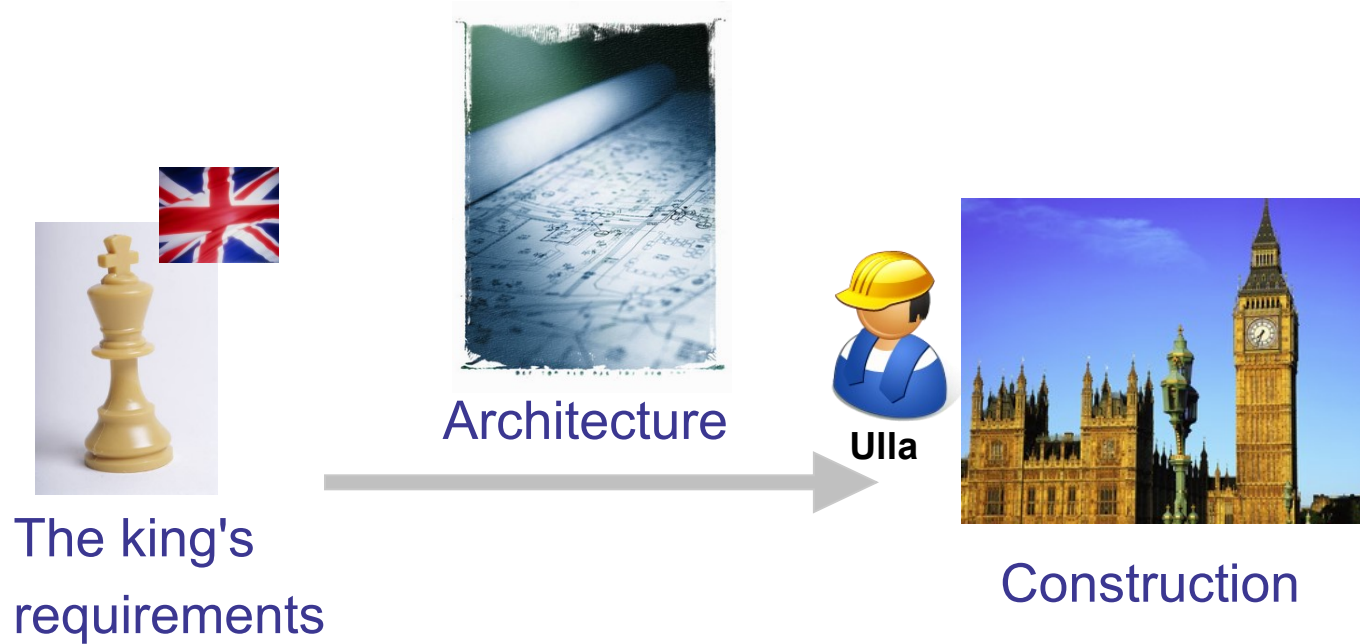 Architecture
Ulla
The king's
requirements
Construction